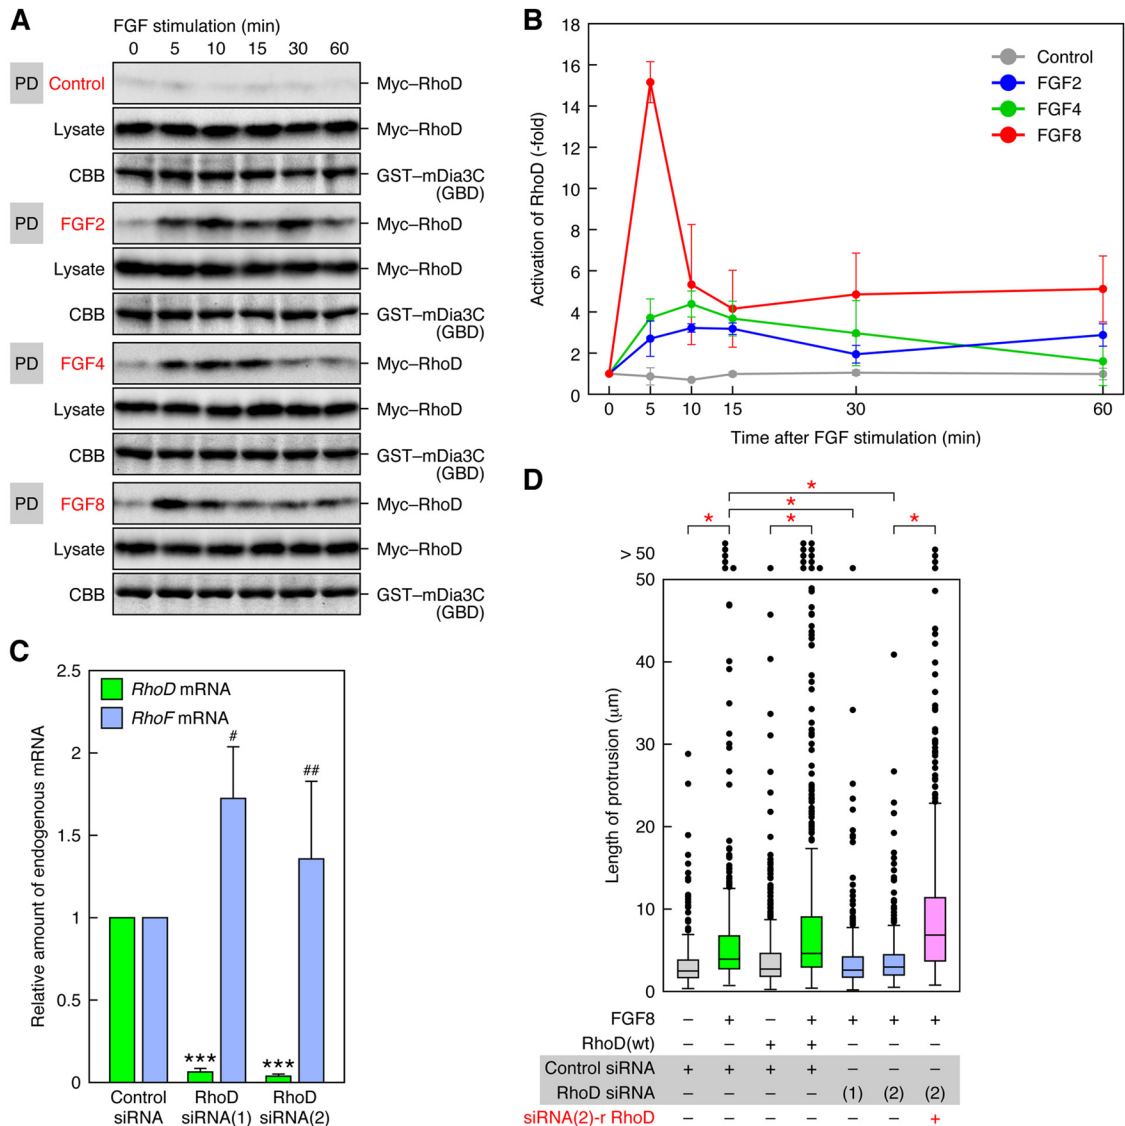 A
FGF stimulation (min)
0 5 10 15 30 60
PD Control Myc–RhoD
Lysate Myc–RhoD
CBB GST–mDia3C
(GBD)
PD FGF2 Myc–RhoD
Lysate Myc–RhoD
CBB GST–mDia3C
(GBD)
PD FGF4 Myc–RhoD
Lysate Myc–RhoD
CBB GST–mDia3C
(GBD)
PD FGF8 Myc–RhoD
Lysate Myc–RhoD
CBB GST–mDia3C
(GBD)
B
Activation of RhoD (-fold)
18
16
14
12
10
8
6
4
2
0
Control
FGF2
FGF4
FGF8
0 5 10 15 30 60
Time after FGF stimulation (min)
C
Relative amount of endogenous mRNA
2.5
2
1.5
1
0.5
0
RhoD mRNA
RhoF mRNA
#
##
***
***
Control RhoD RhoD
siRNA siRNA(1) siRNA(2)
D
*
*
* * *
> 50
Length of protrusion (μm)
50
40
30
20
10
0
FGF8 – + – + + + +
RhoD(wt) – – + + – – –
Control siRNA + + + + – – –
RhoD siRNA – – – – (1) (2) (2)
siRNA(2)-r RhoD – – – – – – +